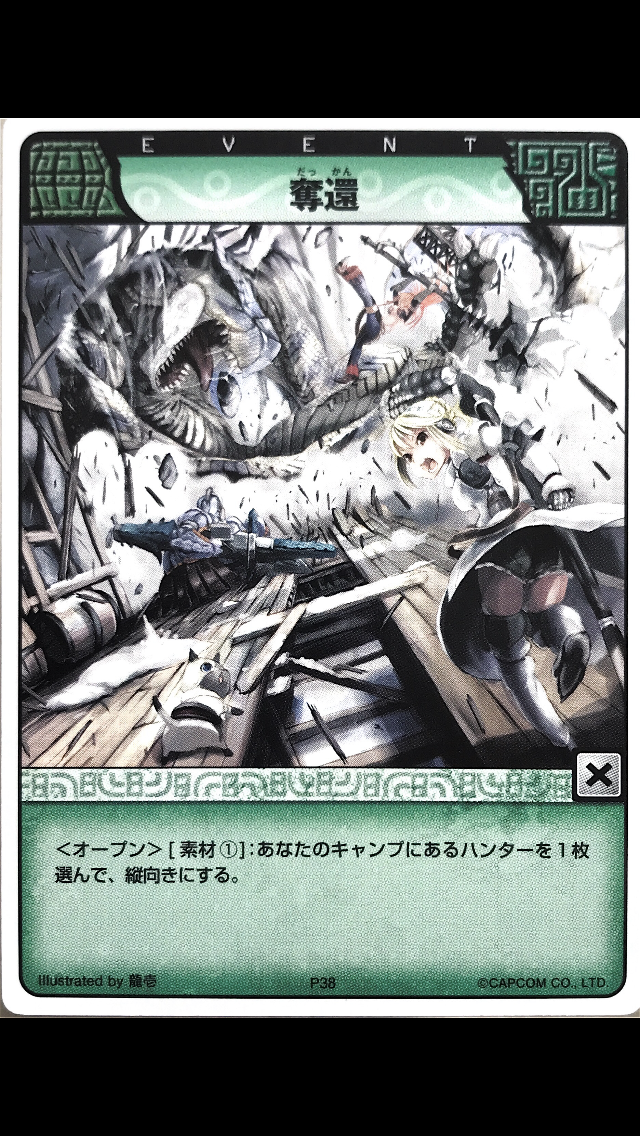 EVENT
だっ かん
奪還
<オープン>[素材①]:あなたのキャンプにあるハンターを1枚
選んで、縦向きにする。
Illustrated by 龍壱 P38 ©CAPCOM CO., LTD.